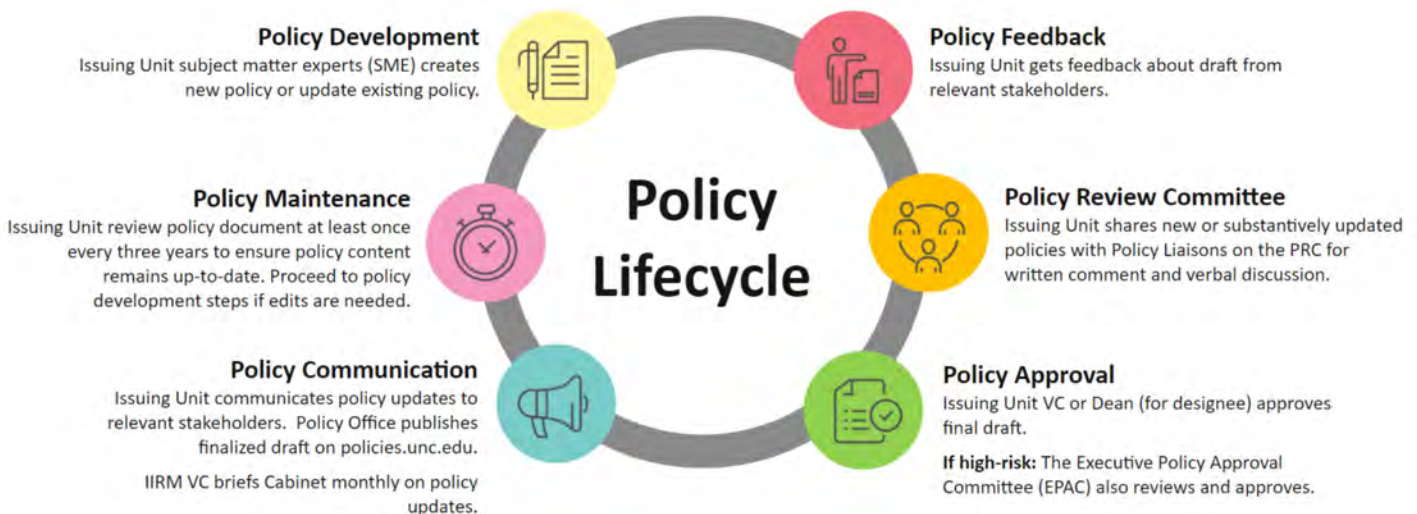 Policy Development
Issuing Unit subject matter experts (SME) creates
new policy or update existing policy.
Policy Feedback
Issuing Unit gets feedback about draft from
relevant stakeholders.
Policy Maintenance
Issuing Unit review policy document at least once
every three years to ensure policy content
remains up-to-date. Proceed to policy
development steps if edits are needed.
Policy
Lifecycle
Policy Review Committee
Issuing Unit shares new or substantively updated
policies with Policy Liaisons on the PRC for
written comment and verbal discussion.
Policy Communication
Issuing Unit communicates policy updates to
relevant stakeholders. Policy Office publishes
finalized draft on policies.unc.edu.
IIRM VC briefs Cabinet monthly on policy
updates.
Policy Approval
Issuing Unit VC or Dean (for designee) approves
final draft.
If high-risk: The Executive Policy Approval
Committee (EPAC) also reviews and approves.